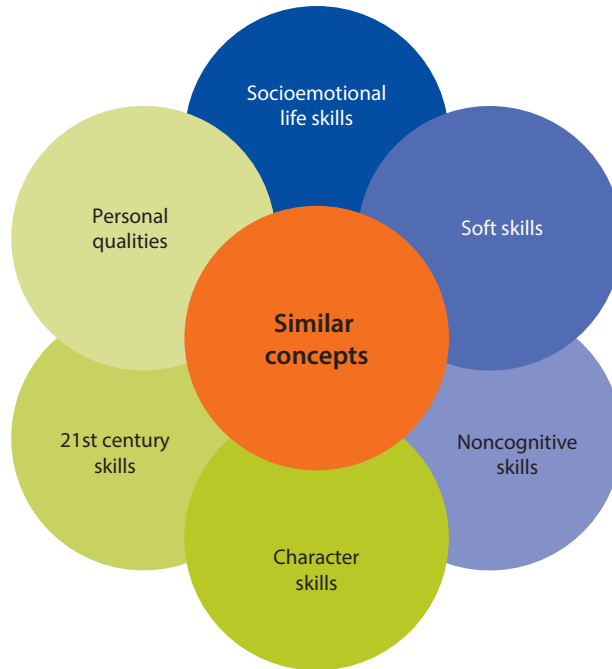 Socioemotional
life skills
Personal
qualities
Soft skills
Similar
concepts
21st century
skills
Noncognitive
skills
Character
skills